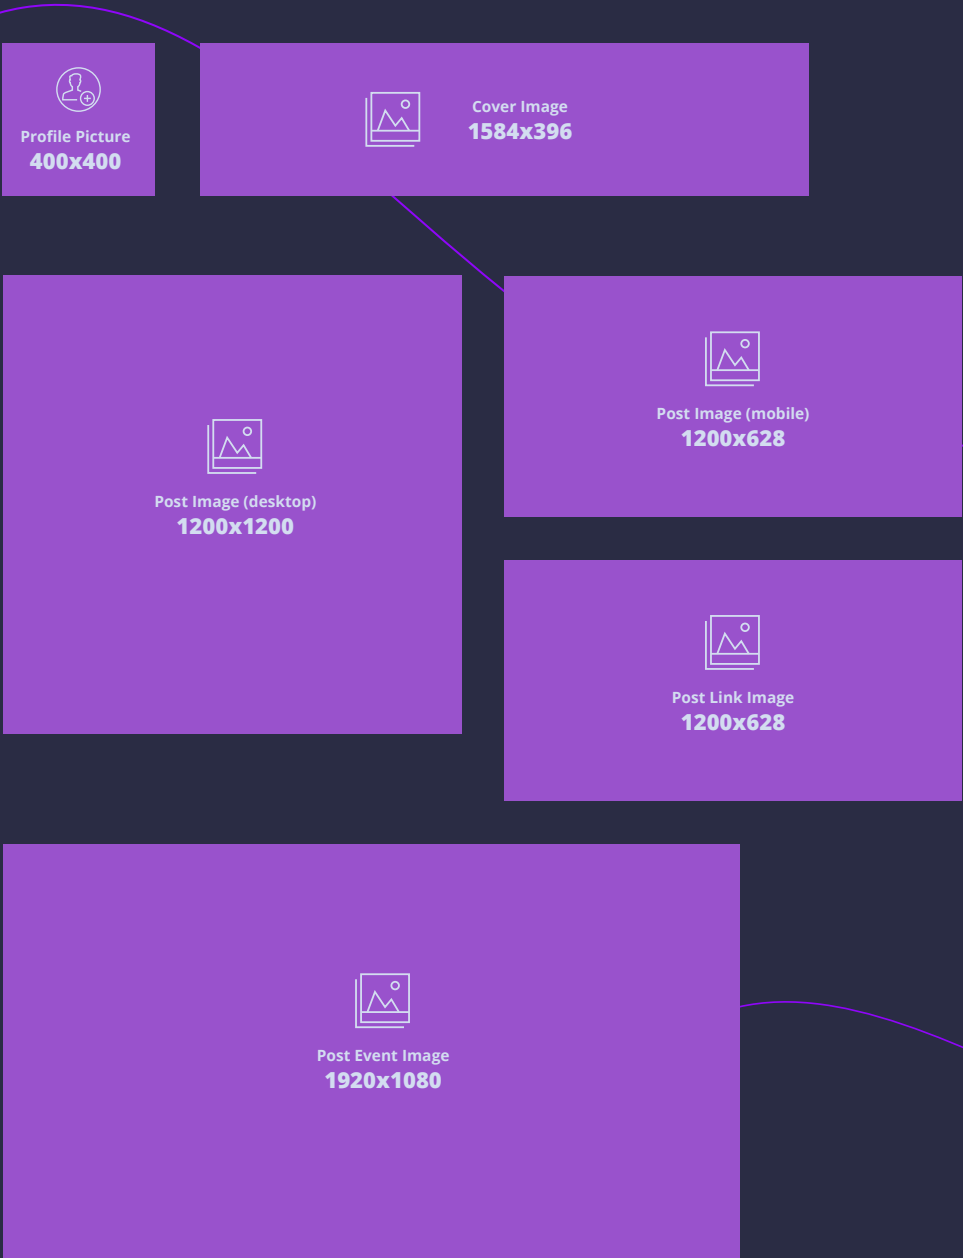 Profile Picture
400x400
Cover Image
1584x396
Post Image (desktop)
1200x1200
Post Image (mobile)
1200x628
Post Link Image
1200x628
Post Event Image
1920x1080